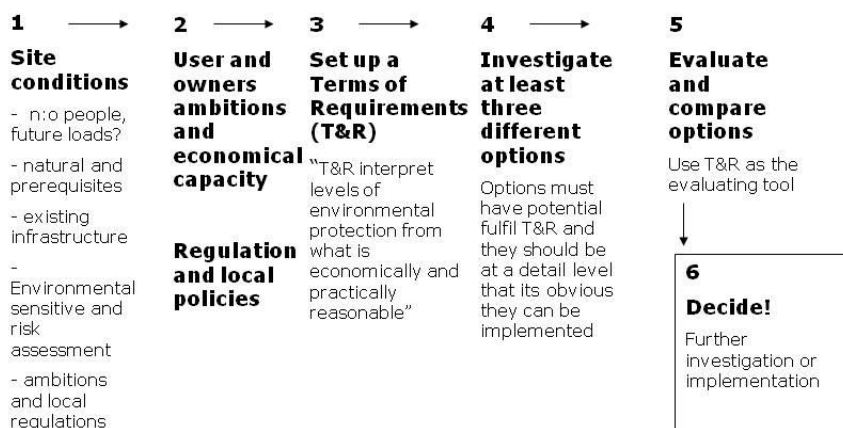 1
Site
conditions
- n:o people,
future loads?
- natural and
prerequisites
- existing
infrastructure
-
Environmental
sensitive and
risk
assessment
- ambitions
and local
regulations
2
User and
owners
ambitions
and
economical
capacity
Regulation
and local
policies
3
Set up a
Terms of
Requirements
(T&R)
“T&R interpret
levels of
environmental
protection from
what is
economically and
practically
reasonable”
4
Investigate
at least
three
different
options
Options must
have potential
fulfil T&R and
they should be
at a detail level
that its obvious
they can be
implemented
5
Evaluate
and
compare
options
Use T&R as the
evaluating tool
6
Decide!
Further
investigation or
implementation